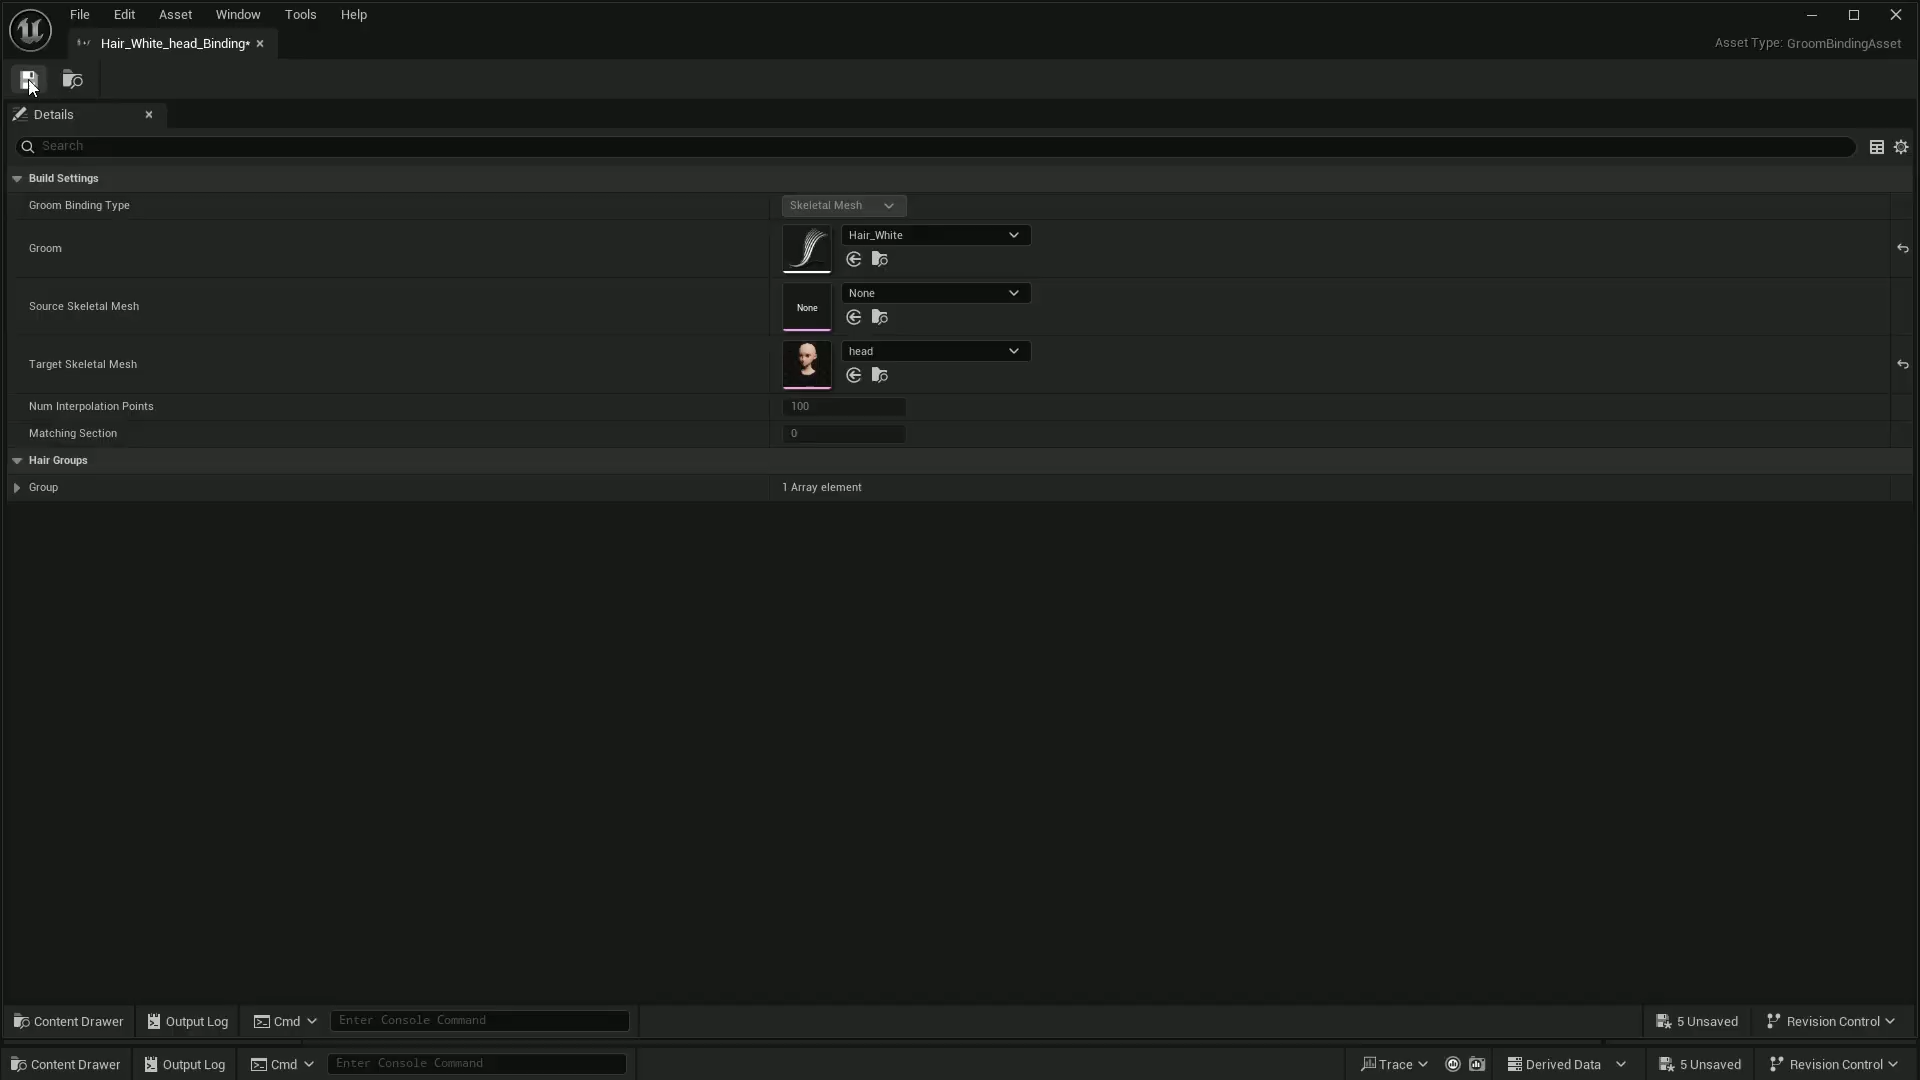 File Edit Asset Window Tools Help
Hair_White_head_Binding*
Asset Type: GroomBindingAsset
Details
Search
Build Settings
Groom Binding Type Skeletal Mesh
Groom Hair_White
Source Skeletal Mesh None None
Target Skeletal Mesh head
Num Interpolation Points 100
Matching Section 0
Hair Groups
Group 1 Array element
Content Drawer Output Log Cmd Enter Console Command 5 Unsaved Revision Control
Content Drawer Output Log Cmd Enter Console Command Trace Derived Data 5 Unsaved Revision Control